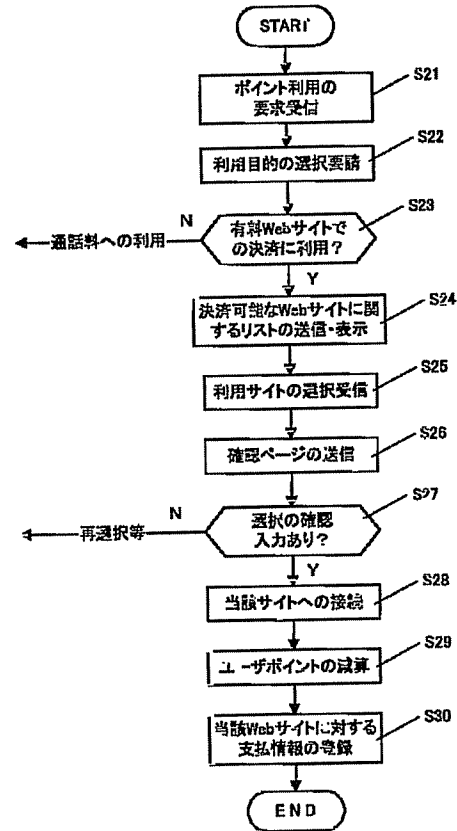 START
ポイント利用の
要求受付
S21
利用目的の選択要請
S22
有料Webサイトで
の決済に利用？
S23
N
通話料への利用
Y
決済可能なWebサイトに関
するリストの送信・表示
S24
利用サイトの選択受信
S25
確認ページの送信
S26
選択の確認
入力あり？
S27
N
再選択等
Y
当該サイトへの接続
S28
ユーザポイントの減算
S29
当該Webサイトに対する
支払情報の登録
S30
END